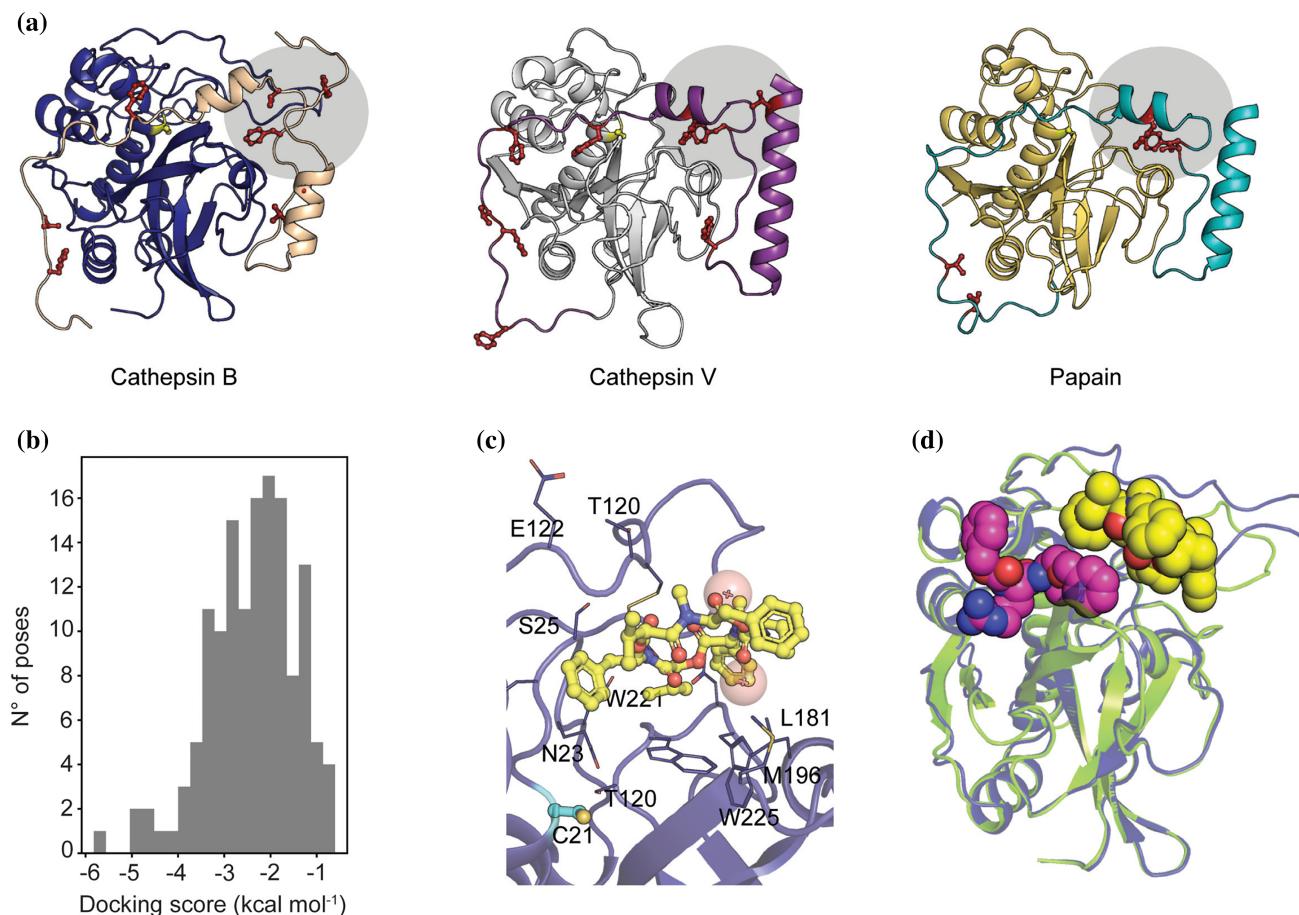 (a)
Cathepsin B
Cathepsin V
Papain
(b)
N° of poses
16
14
12
10
8
6
4
2
0
-6 -5 -4 -3 -2 -1
Docking score (kcal mol⁻¹)
(c)
E122
T120
S25
W221
N23
L181
M196
T120
W225
C21
(d)